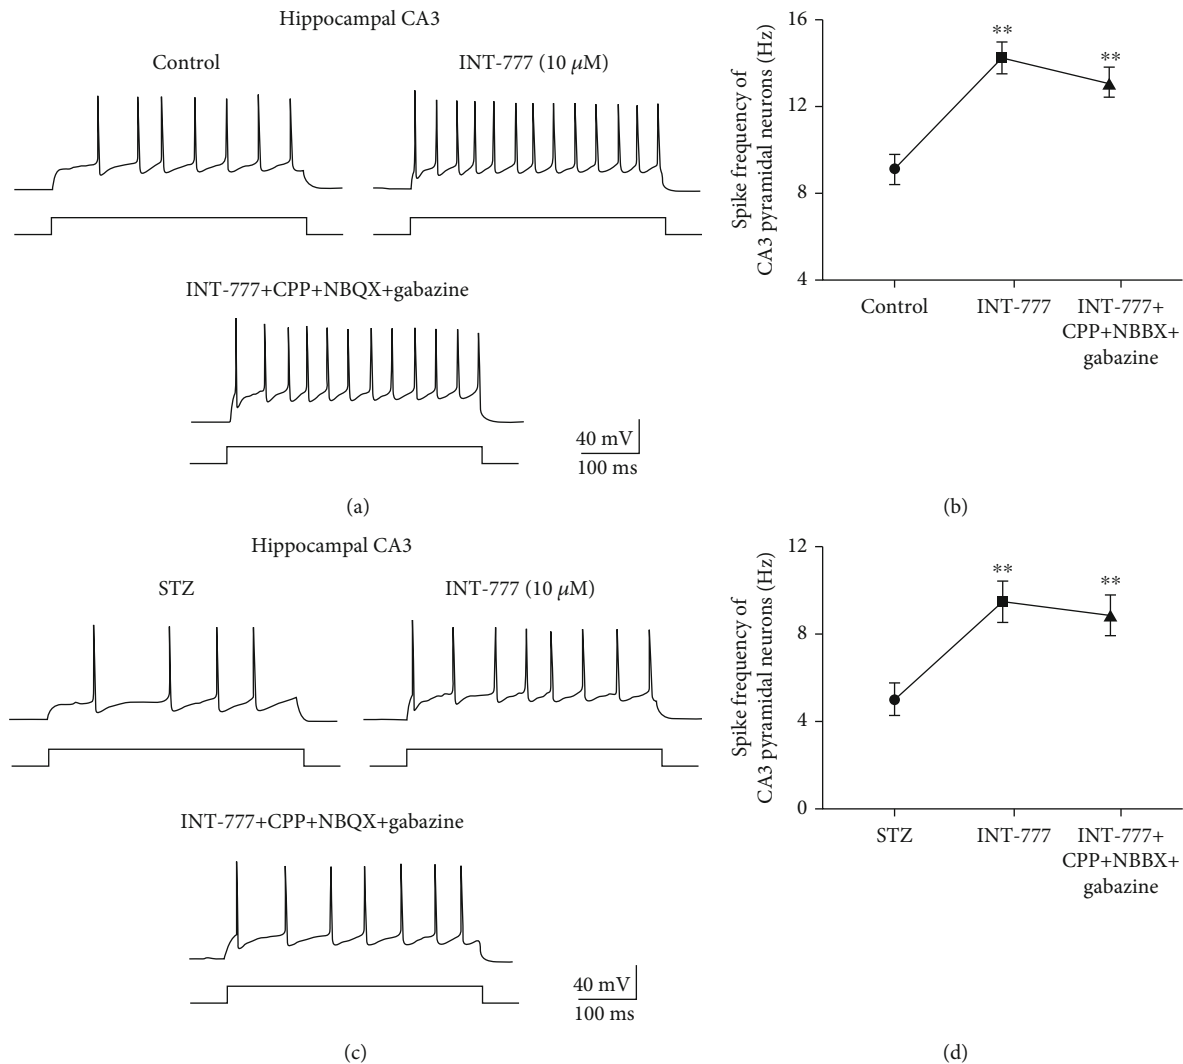 Hippocampal CA3
Control
INT-777 (10 μM)
INT-777+CPP+NBQX+gabazine
40 mV
100 ms
(a)
16
12
8
4
Spike frequency of
CA3 pyramidal neurons (Hz)
**
**
Control
INT-777
INT-777+
CPP+NBBX+
gabazine
(b)
Hippocampal CA3
STZ
INT-777 (10 μM)
INT-777+CPP+NBQX+gabazine
40 mV
100 ms
(c)
12
8
4
0
Spike frequency of
CA3 pyramidal neurons (Hz)
**
**
STZ
INT-777
INT-777+
CPP+NBBX+
gabazine
(d)